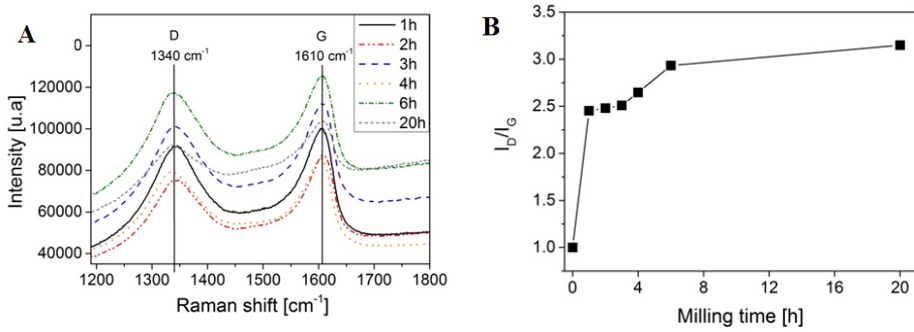 A
D
1340 cm⁻¹
G
1610 cm⁻¹
1h
2h
3h
4h
6h
20h
0
120000
100000
80000
60000
40000
Intensity [u.a]
1200 1300 1400 1500 1600 1700 1800
Raman shift [cm⁻¹]
B
3.5
3.0
2.5
2.0
1.5
1.0
I_D/I_G
0 4 8 12 16 20
Milling time [h]